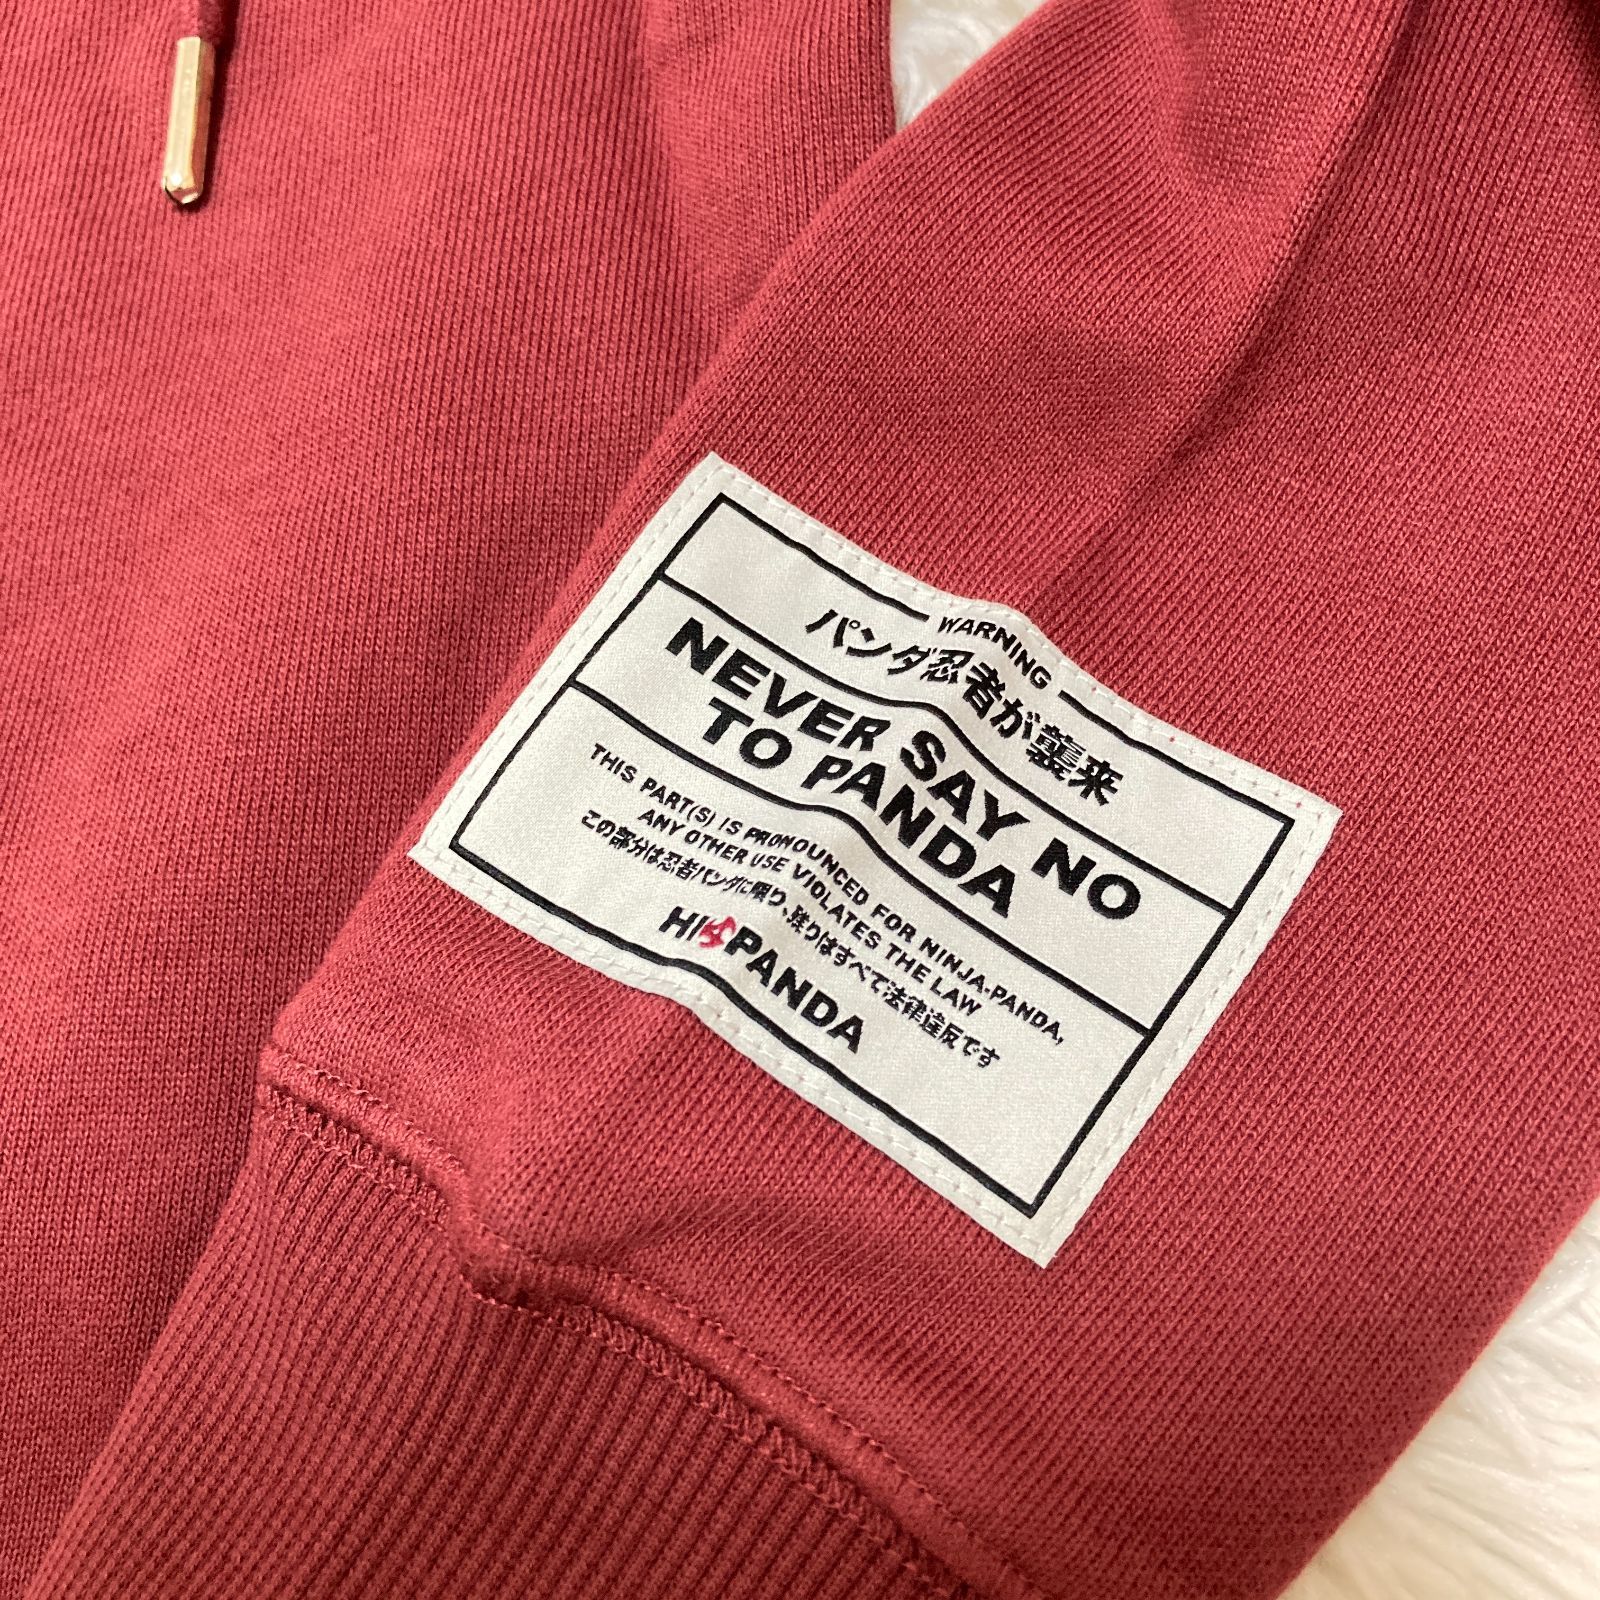 WARNING
パンダ忍者が襲来
NEVER SAY NO
TO PANDA
THIS PART(S) IS PRONOUNCED FOR NINJA-PANDA,
ANY OTHER USE VIOLATES THE LAW
この部分は忍者パンダに限り、残りはすべて法律違反です
HI PANDA